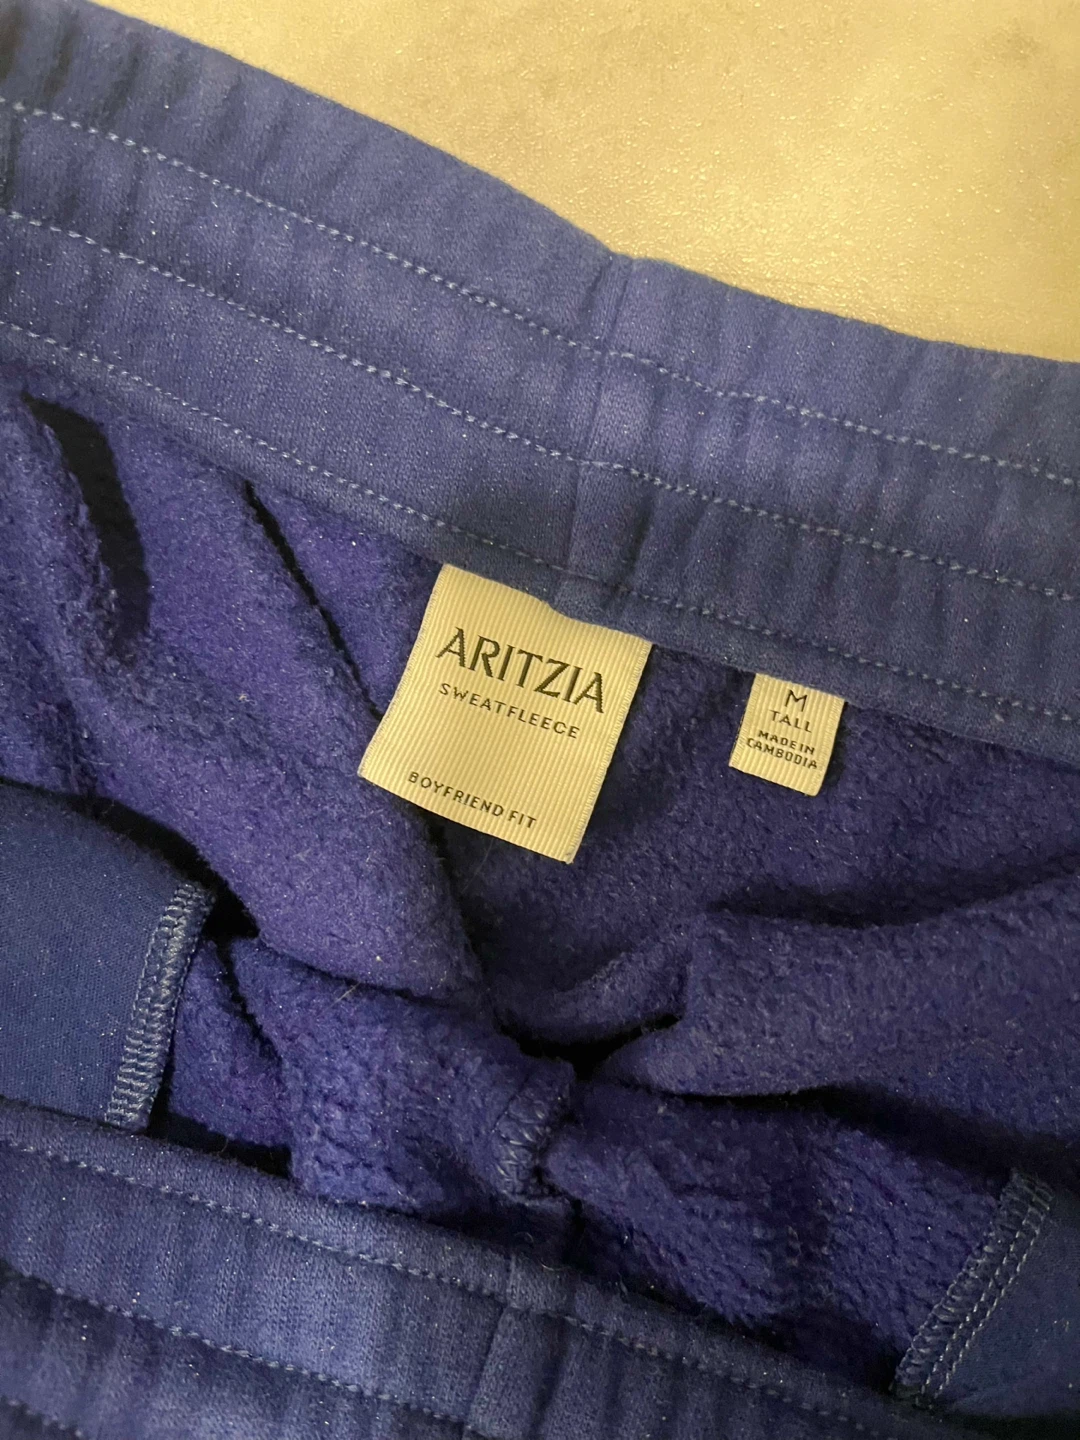 ARITZIA
SWEATFLEECE
BOYFRIEND FIT
M
TALL
MADE IN
CAMBODIA